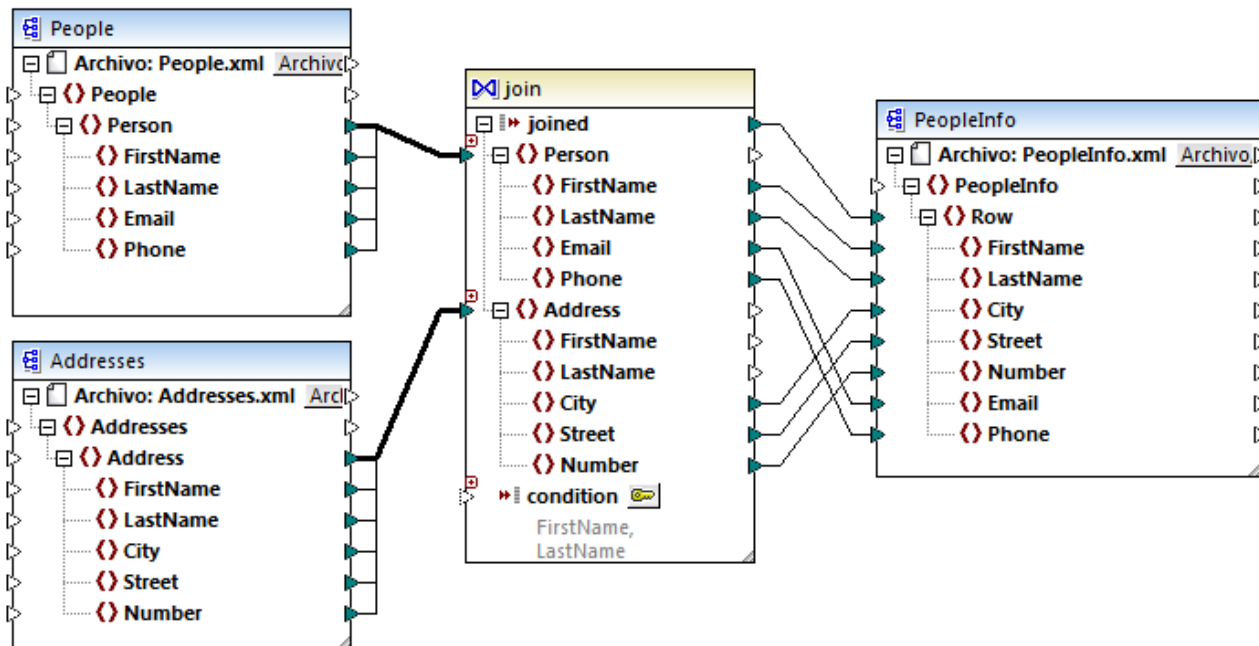 People
Archivo: People.xml Archivo
People
Person
FirstName
LastName
Email
Phone
Addresses
Archivo: Addresses.xml
Addresses
Address
FirstName
LastName
City
Street
Number
join
joined
Person
FirstName
LastName
Email
Phone
Address
FirstName
LastName
City
Street
Number
condition
FirstName,
LastName
PeopleInfo
Archivo: PeopleInfo.xml Archivo
PeopleInfo
Row
FirstName
LastName
City
Street
Number
Email
Phone